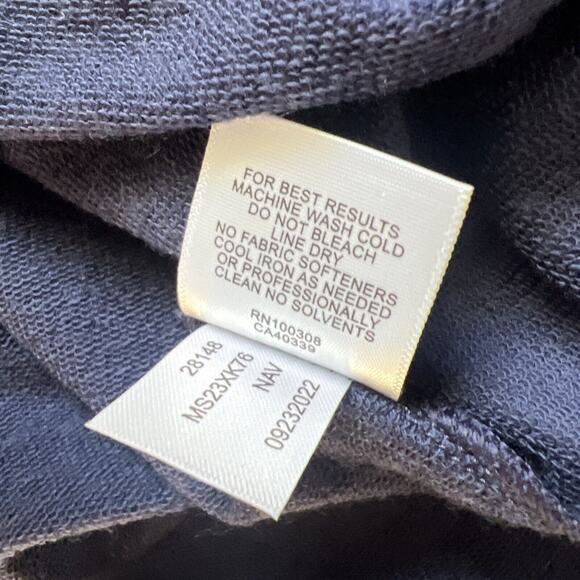 FOR BEST RESULTS
MACHINE WASH COLD
DO NOT BLEACH
LINE DRY
NO FABRIC SOFTENERS
COOL IRON AS NEEDED
OR PROFESSIONALLY
CLEAN NO SOLVENTS
RN100308
CA40339
28148
MS23XK76
NAV
09232022